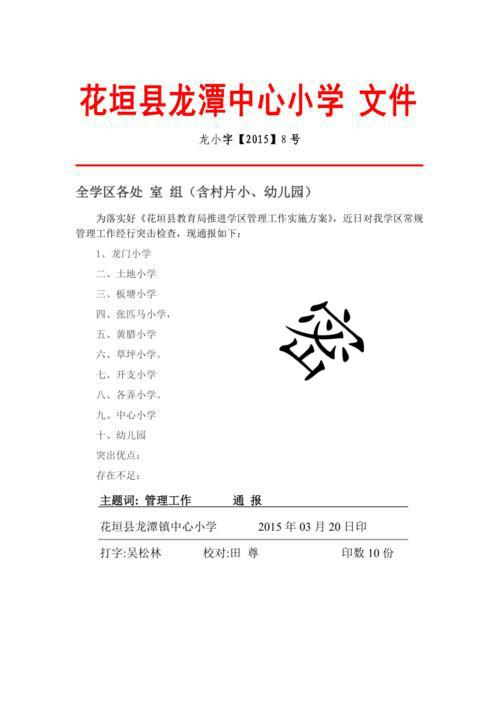 花垣县龙潭中心小学 文件
龙小字【2015】8号
全学区各处 室 组（含村片小、幼儿园）
为落实好《花垣县教育局推进学区管理工作实施方案》，近日对我学区常规
管理工作经行突击检查，现通报如下：
1、龙门小学
二、土地小学
三、板塘小学
四、张匹马小学，
五、黄腊小学
六、草坪小学。
七、开支小学
八、各弄小学。
九、中心小学
十、幼儿园
突出优点：
存在不足：
密
主题词: 管理工作 通 报
花垣县龙潭镇中心小学 2015年03月20日印
打字:吴松林 校对:田 尊 印数10份